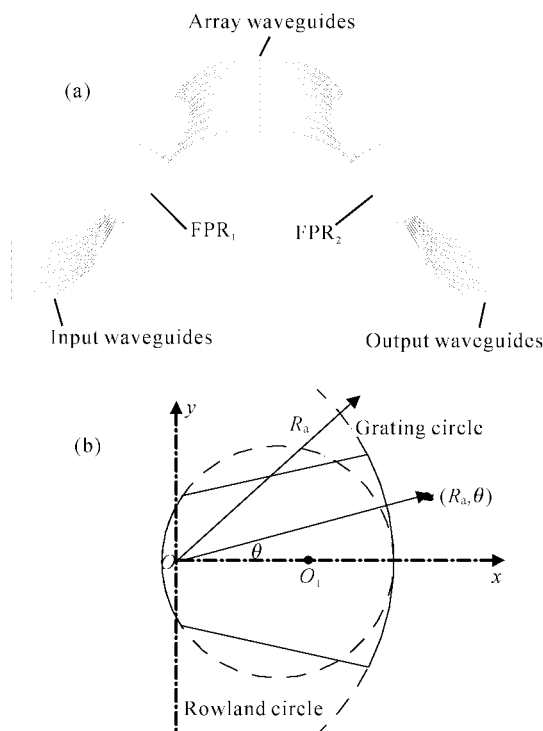 Array waveguides
(a)
FPR₁
FPR₂
Input waveguides
Output waveguides
y
Rₐ
Grating circle
(b)
(Rₐ,θ)
θ
O
O₁
x
Rowland circle